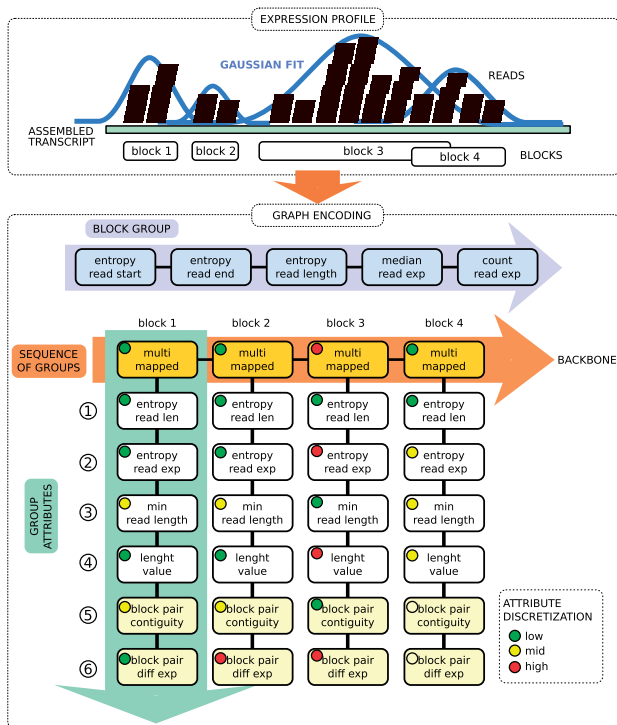 EXPRESSION PROFILE
GAUSSIAN FIT
READS
ASSEMBLED
TRANSCRIPT
block 1
block 2
block 3
block 4
BLOCKS
GRAPH ENCODING
BLOCK GROUP
entropy
read start
entropy
read end
entropy
read length
median
read exp
count
read exp
block 1
block 2
block 3
block 4
SEQUENCE
OF GROUPS
multi
mapped
multi
mapped
multi
mapped
multi
mapped
BACKBONE
GROUP
ATTRIBUTES
1
entropy
read len
entropy
read len
entropy
read len
entropy
read len
2
entropy
read exp
entropy
read exp
entropy
read exp
entropy
read exp
3
min
read length
min
read length
min
read length
min
read length
4
lenght
value
lenght
value
lenght
value
lenght
value
5
block pair
contiguity
block pair
contiguity
block pair
contiguity
block pair
contiguity
6
block pair
diff exp
block pair
diff exp
block pair
diff exp
block pair
diff exp
ATTRIBUTE
DISCRETIZATION
low
mid
high